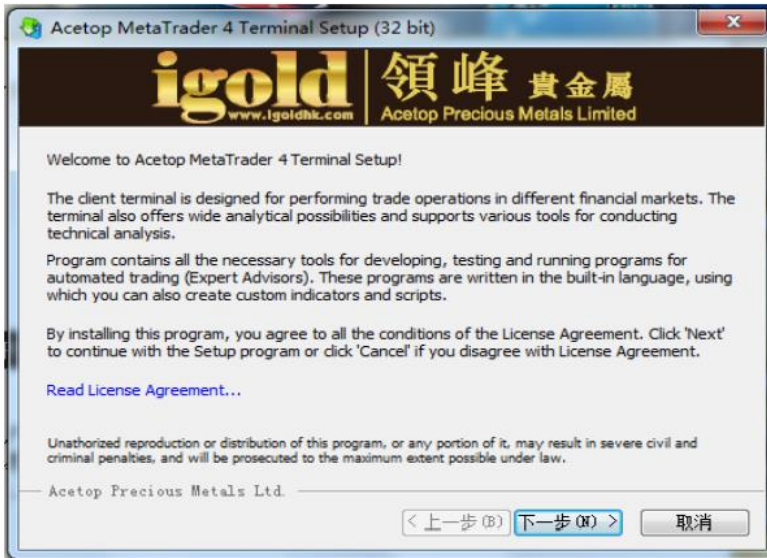 Acetop MetaTrader 4 Terminal Setup (32 bit)
igold
www.igoldhk.com
領峰 貴金屬
Acetop Precious Metals Limited
Welcome to Acetop MetaTrader 4 Terminal Setup!
The client terminal is designed for performing trade operations in different financial markets. The
terminal also offers wide analytical possibilities and supports various tools for conducting
technical analysis.
Program contains all the necessary tools for developing, testing and running programs for
automated trading (Expert Advisors). These programs are written in the built-in language, using
which you can also create custom indicators and scripts.
By installing this program, you agree to all the conditions of the License Agreement. Click 'Next'
to continue with the Setup program or click 'Cancel' if you disagree with License Agreement.
Read License Agreement...
Unathorized reproduction or distribution of this program, or any portion of it, may result in severe civil and
criminal penalties, and will be prosecuted to the maximum extent possible under law.
Acetop Precious Metals Ltd.
< 上一步(B) 下一步(N) > 取消